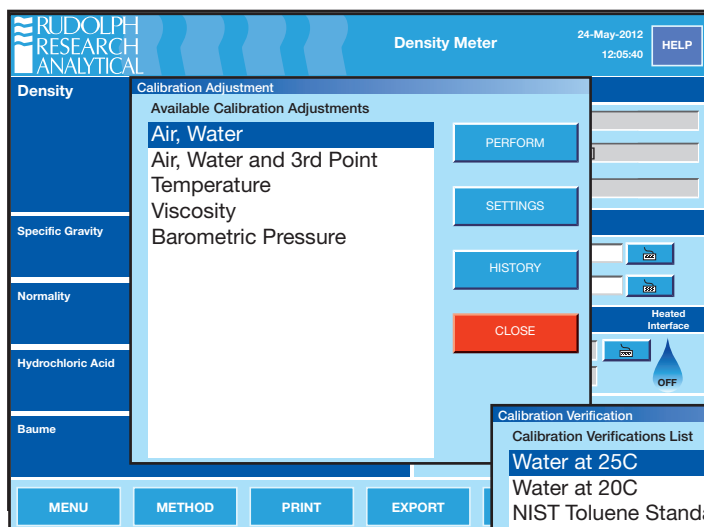 RUDOLPH
RESEARCH
ANALYTICAL
Density Meter
24-May-2012
12:05:40
HELP
Density
Specific Gravity
Normality
Hydrochloric Acid
Baume
Calibration Adjustment
Available Calibration Adjustments
Air, Water
Air, Water and 3rd Point
Temperature
Viscosity
Barometric Pressure
PERFORM
SETTINGS
HISTORY
CLOSE
Heated
Interface
OFF
Calibration Verification
Calibration Verifications List
Water at 25C
Water at 20C
NIST Toluene Standa
MENU
METHOD
PRINT
EXPORT